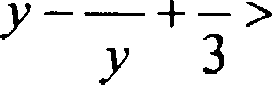 y - — / y + — / 3 >